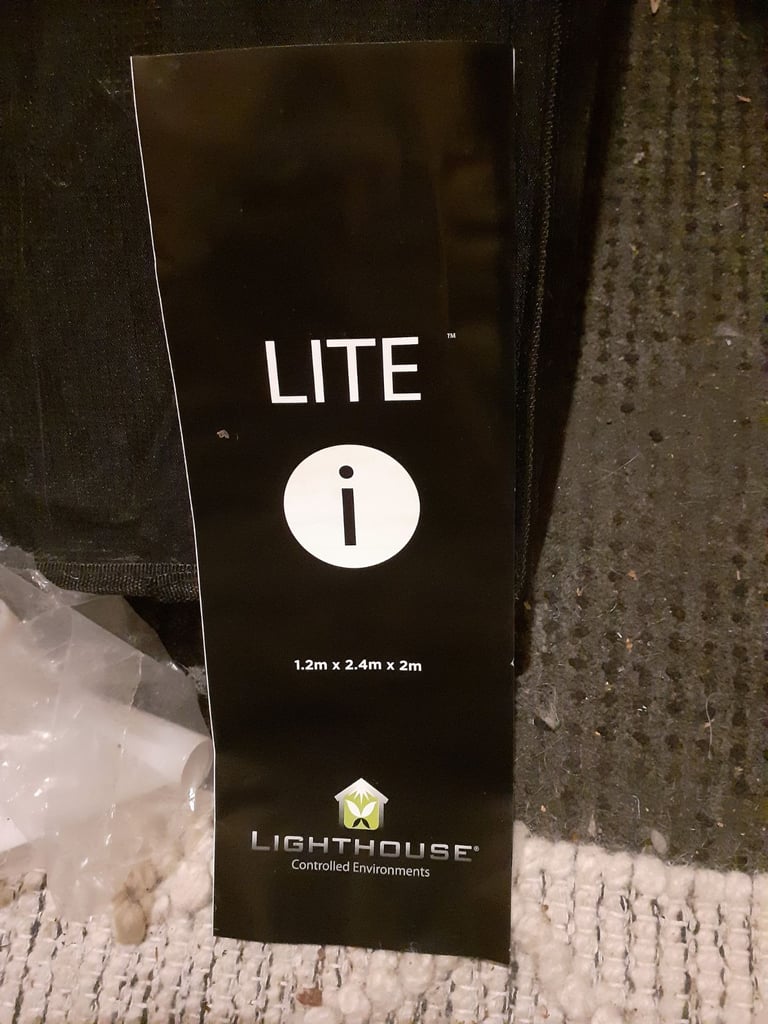 LITE™
i
1.2m x 2.4m x 2m
LIGHTHOUSE®
Controlled Environments